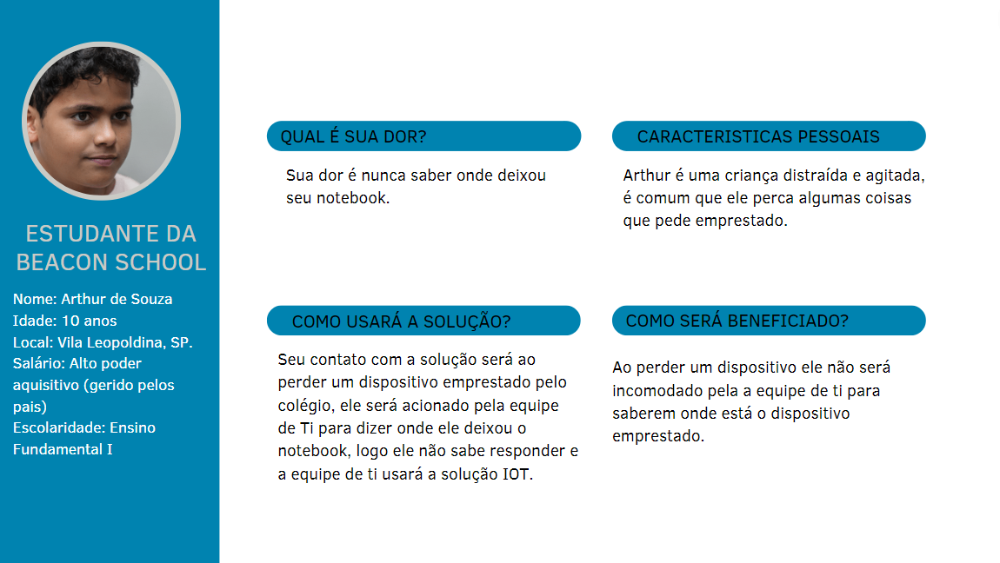 ESTUDANTE DA
BEACON SCHOOL
Nome: Arthur de Souza
Idade: 10 anos
Local: Vila Leopoldina, SP.
Salário: Alto poder
aquisitivo (gerido pelos
pais)
Escolaridade: Ensino
Fundamental I
QUAL É SUA DOR?
Sua dor é nunca saber onde deixou
seu notebook.
CARACTERISTICAS PESSOAIS
Arthur é uma criança distraída e agitada,
é comum que ele perca algumas coisas
que pede emprestado.
COMO USARÁ A SOLUÇÃO?
Seu contato com a solução será ao
perder um dispositivo emprestado pelo
colégio, ele será acionado pela equipe
de Ti para dizer onde ele deixou o
notebook, logo ele não sabe responder e
a equipe de ti usará a solução IOT.
COMO SERÁ BENEFICIADO?
Ao perder um dispositivo ele não será
incomodado pela a equipe de ti para
saberem onde está o dispositivo
emprestado.